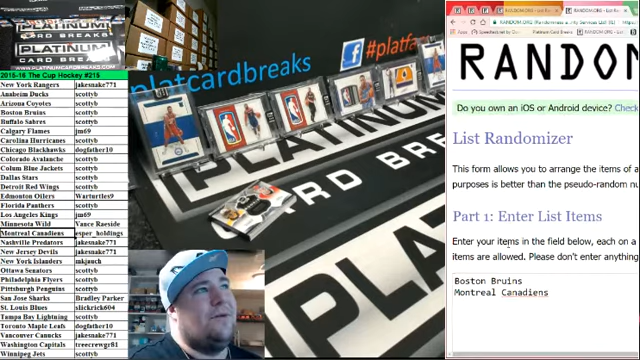 PLATINUM
CARD BREAKS
PLATINUM
CARD BREAKS
2015-16 The Cup Hockey #215
New York Rangers jakesnake771
Anaheim Ducks scottyb
Arizona Coyotes scottyb
Boston Bruins scottyb
Buffalo Sabres scottyb
Calgary Flames jm69
Carolina Hurricanes scottyb
Chicago Blackhawks dogfather10
Colorado Avalanche scottyb
Colum Blue Jackets scottyb
Dallas Stars scottyb
Detroit Red Wings scottyb
Edmonton Oilers Warturtles9
Florida Panthers scottyb
Los Angeles Kings jm69
Minnesota Wild Vance Raeside
Montreal Canadiens esper_holdings
Nashville Predators jakesnake771
New Jersey Devils jakesnake771
New York Islanders unkjauch
Ottawa Senators scottyb
Philadelphia Flyers scottyb
Pittsburgh Penguins scottyb
San Jose Sharks Bradley Parker
St. Louis Blues slickrick604
Tampa Bay Lightning scottyb
Toronto Maple Leafs dogfather10
Vancouver Canucks jakesnake771
Washington Capitals treecrewgr81
Winnipeg Jets scottyb
platcardbreaks
f #platfa
PLATINUM
CARD BREA
PLATI
RANDOM
Do you own an iOS or Android device? Check
List Randomizer
This form allows you to arrange the items of a
purposes is better than the pseudo-random nu
Part 1: Enter List Items
Enter your items in the field below, each on a
items are allowed. Please don't enter anything
Boston Bruins
Montreal Canadiens